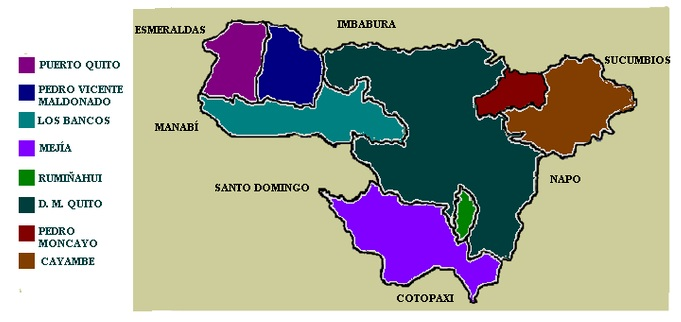 ESMERALDAS
IMBABURA
SUCUMBIOS
MANABÍ
SANTO DOMINGO
NAPO
COTOPAXI
PUERTO QUITO
PEDRO VICENTE
MALDONADO
LOS BANCOS
MEJÍA
RUMIÑAHUI
D. M. QUITO
PEDRO
MONCAYO
CAYAMBE